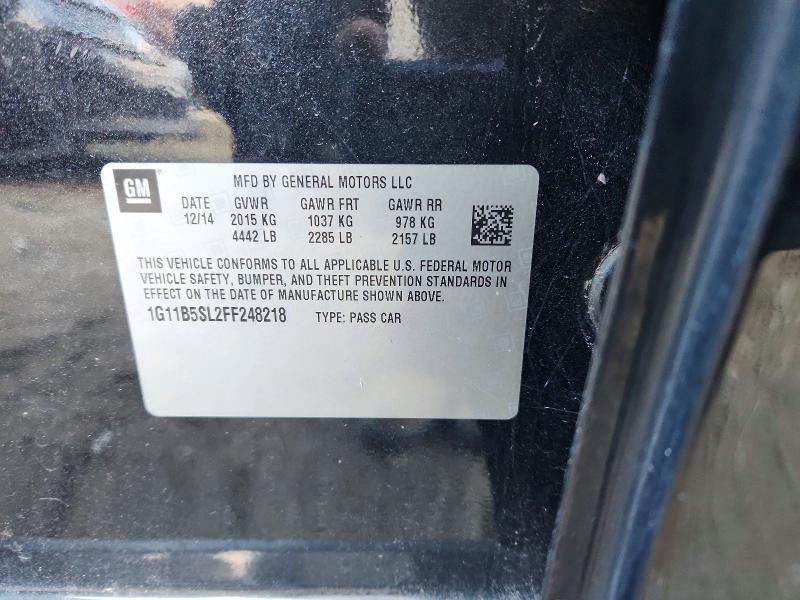 GM MFD BY GENERAL MOTORS LLC
DATE GVWR GAWR FRT GAWR RR
12/14 2015 KG 1037 KG 978 KG
4442 LB 2285 LB 2157 LB
THIS VEHICLE CONFORMS TO ALL APPLICABLE U.S. FEDERAL MOTOR
VEHICLE SAFETY, BUMPER, AND THEFT PREVENTION STANDARDS IN
EFFECT ON THE DATE OF MANUFACTURE SHOWN ABOVE.
1G11B5SL2FF248218 TYPE: PASS CAR